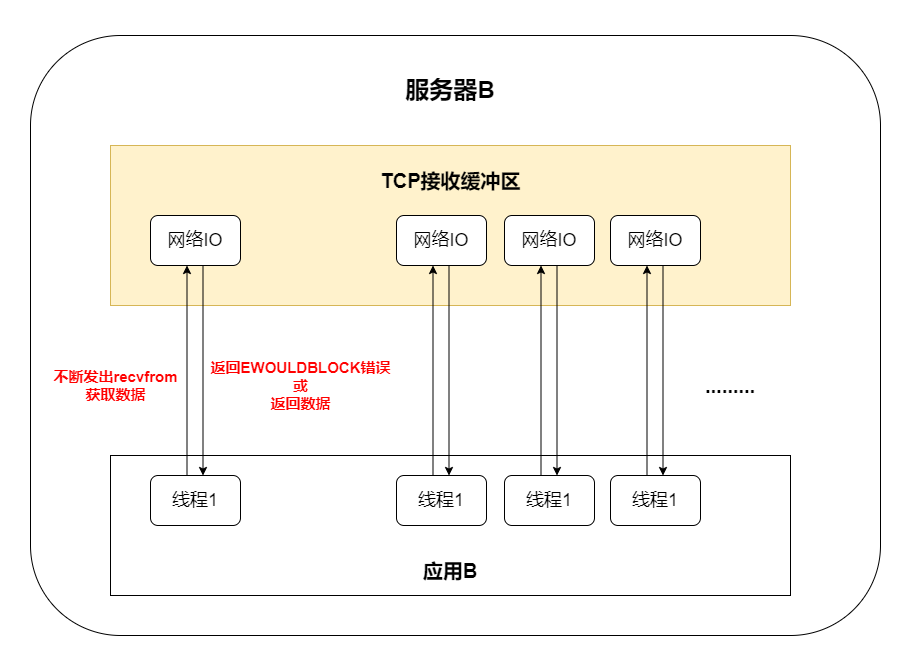 服务器B
TCP接收缓冲区
网络IO
网络IO
网络IO
网络IO
不断发出recvfrom
获取数据
返回EWOULDBLOCK错误
或
返回数据
.........
线程1
线程1
线程1
线程1
应用B